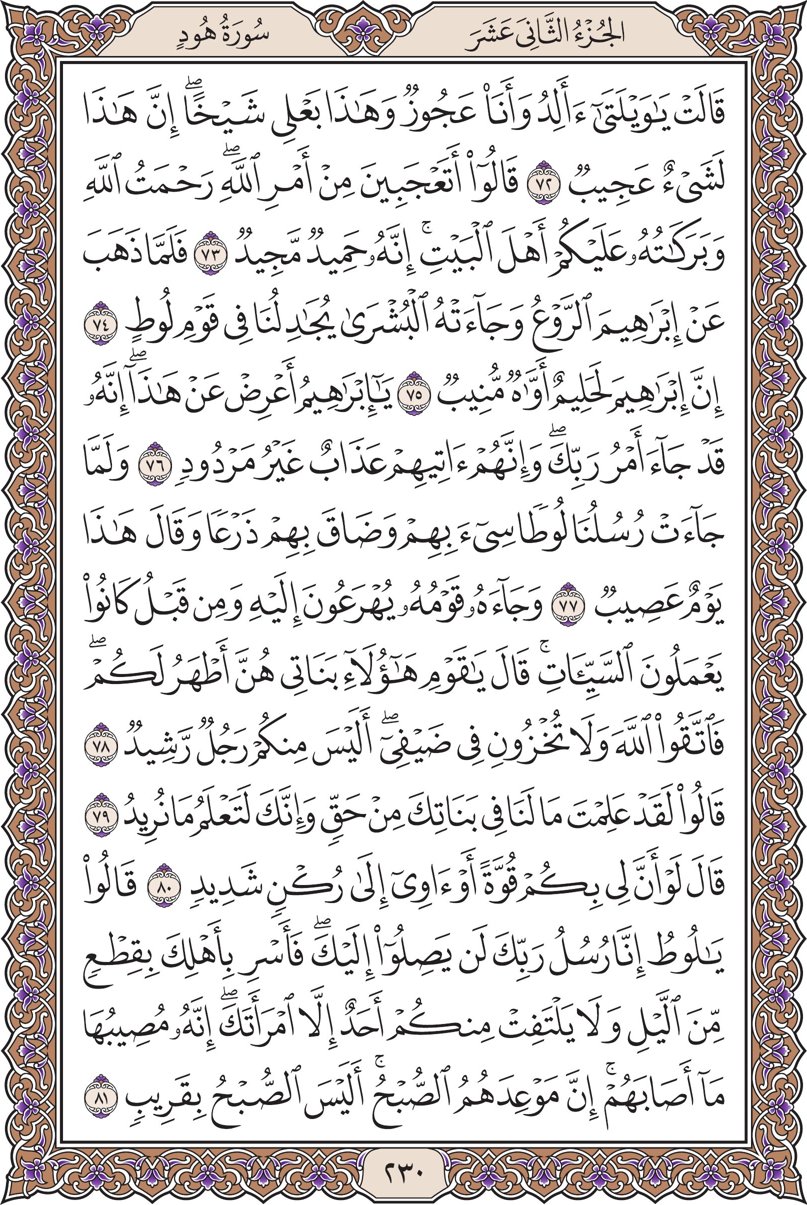 الجُزْءُ الثَّانِيَ عَشَرَ
سُورَةُ هُودٍ
قَالَتْ يَٰوَيْلَتَىٰٓ ءَأَلِدُ وَأَنَا۠ عَجُوزٞ وَهَٰذَا بَعْلِي شَيْخًاۖ إِنَّ هَٰذَا
لَشَيْءٌ عَجِيبٞ ٧٢ قَالُوٓاْ أَتَعْجَبِينَ مِنْ أَمْرِ ٱللَّهِۖ رَحْمَتُ ٱللَّهِ
وَبَرَكَٰتُهُۥ عَلَيْكُمْ أَهْلَ ٱلْبَيْتِۚ إِنَّهُۥ حَمِيدٞ مَّجِيدٞ ٧٣ فَلَمَّا ذَهَبَ
عَنْ إِبْرَٰهِيمَ ٱلرَّوْعُ وَجَآءَتْهُ ٱلْبُشْرَىٰ يُجَٰدِلُنَا فِي قَوْمِ لُوطٍ ٧٤
إِنَّ إِبْرَٰهِيمَ لَحَلِيمٌ أَوَّٰهٞ مُّنِيبٞ ٧٥ يَٰٓإِبْرَٰهِيمُ أَعْرِضْ عَنْ هَٰذَآۖ إِنَّهُۥ
قَدْ جَآءَ أَمْرُ رَبِّكَۖ وَإِنَّهُمْ ءَاتِيهِمْ عَذَابٌ غَيْرُ مَرْدُودٖ ٧٦ وَلَمَّا
جَآءَتْ رُسُلُنَا لُوطٗا سِيٓءَ بِهِمْ وَضَاقَ بِهِمْ ذَرْعٗا وَقَالَ هَٰذَا
يَوْمٌ عَصِيبٞ ٧٧ وَجَآءَهُۥ قَوْمُهُۥ يُهْرَعُونَ إِلَيْهِ وَمِن قَبْلُ كَانُواْ
يَعْمَلُونَ ٱلسَّيِّـَٔاتِۚ قَالَ يَٰقَوْمِ هَٰٓؤُلَآءِ بَنَاتِي هُنَّ أَطْهَرُ لَكُمْۖ
فَٱتَّقُواْ ٱللَّهَ وَلَا تُخْزُونِ فِي ضَيْفِيٓۖ أَلَيْسَ مِنكُمْ رَجُلٞ رَّشِيدٞ ٧٨
قَالُواْ لَقَدْ عَلِمْتَ مَا لَنَا فِي بَنَاتِكَ مِنْ حَقّٖ وَإِنَّكَ لَتَعْلَمُ مَا نُرِيدُ ٧٩
قَالَ لَوْ أَنَّ لِي بِكُمْ قُوَّةً أَوْ ءَاوِيٓ إِلَىٰ رُكْنٖ شَدِيدٖ ٨٠ قَالُواْ
يَٰلُوطُ إِنَّا رُسُلُ رَبِّكَ لَن يَصِلُوٓاْ إِلَيْكَۖ فَأَسْرِ بِأَهْلِكَ بِقِطْعٖ
مِّنَ ٱلَّيْلِ وَلَا يَلْتَفِتْ مِنكُمْ أَحَدٌ إِلَّا ٱمْرَأَتَكَۖ إِنَّهُۥ مُصِيبُهَا
مَآ أَصَابَهُمْۚ إِنَّ مَوْعِدَهُمُ ٱلصُّبْحُۚ أَلَيْسَ ٱلصُّبْحُ بِقَرِيبٖ ٨١
٢٣٠